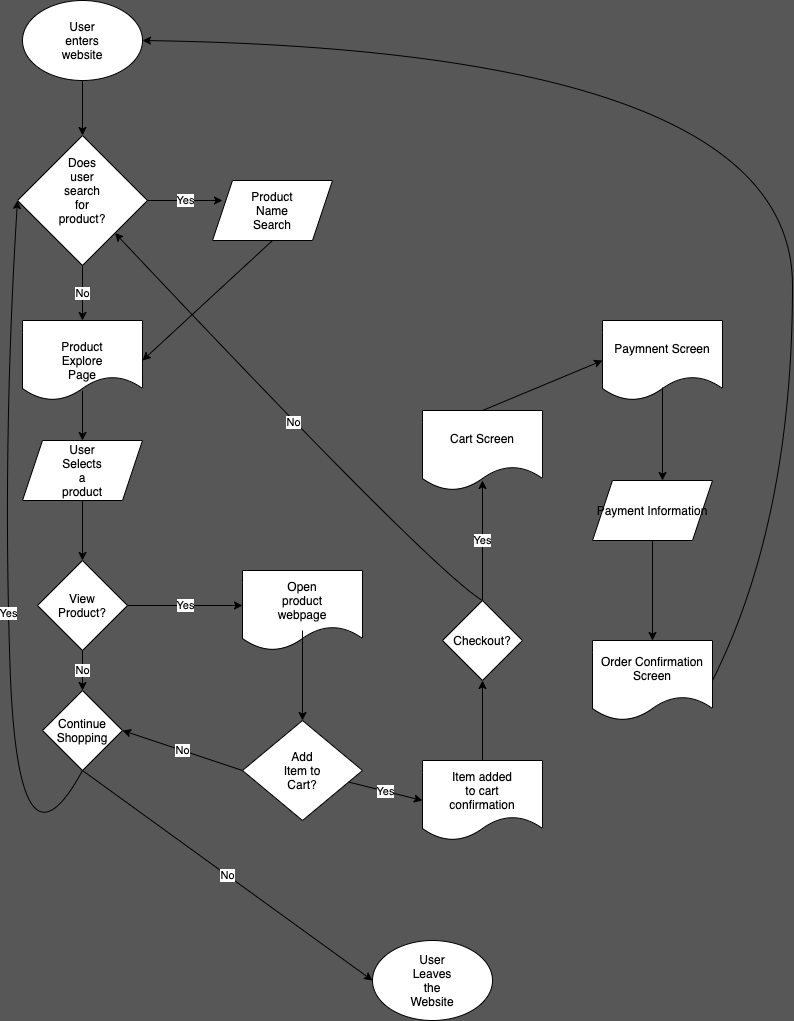 User
enters
website
Does
user
search
for
product?
Yes
Product
Name
Search
No
Product
Explore
Page
Paymnent Screen
No
Cart Screen
User
Selects
a
product
Payment Information
Yes
View
Product?
Yes
Open
product
webpage
Yes
Checkout?
No
Order Confirmation
Screen
Continue
Shopping
No
Add
Item to
Cart?
Yes
Item added
to cart
confirmation
No
User
Leaves
the
Website